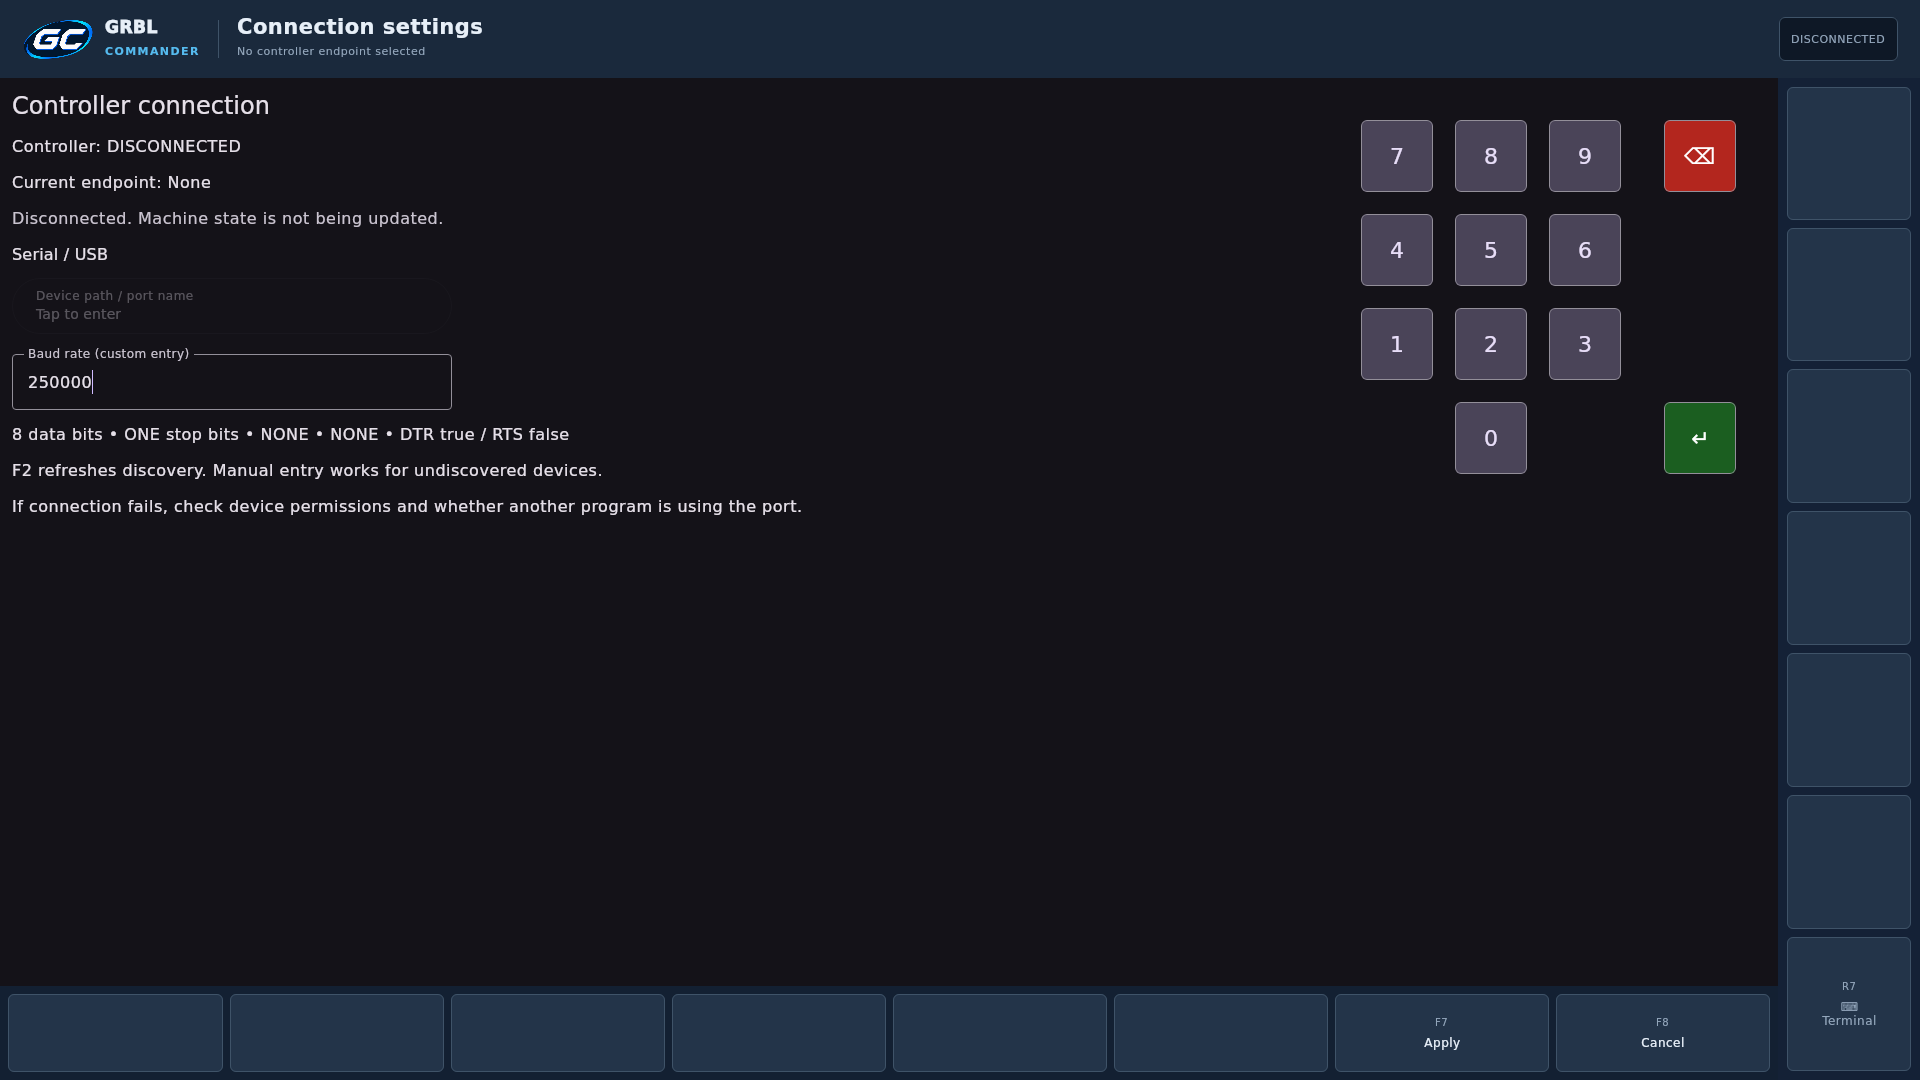 GC
GRBL
COMMANDER
Connection settings
No controller endpoint selected
DISCONNECTED
Controller connection
Controller: DISCONNECTED
Current endpoint: None
Disconnected. Machine state is not being updated.
Serial / USB
Device path / port name
Tap to enter
Baud rate (custom entry)
250000
8 data bits • ONE stop bits • NONE • NONE • DTR true / RTS false
F2 refreshes discovery. Manual entry works for undiscovered devices.
If connection fails, check device permissions and whether another program is using the port.
7 8 9 ⌫
4 5 6
1 2 3
0 ↵
R7
⌨
Terminal
F7
Apply
F8
Cancel